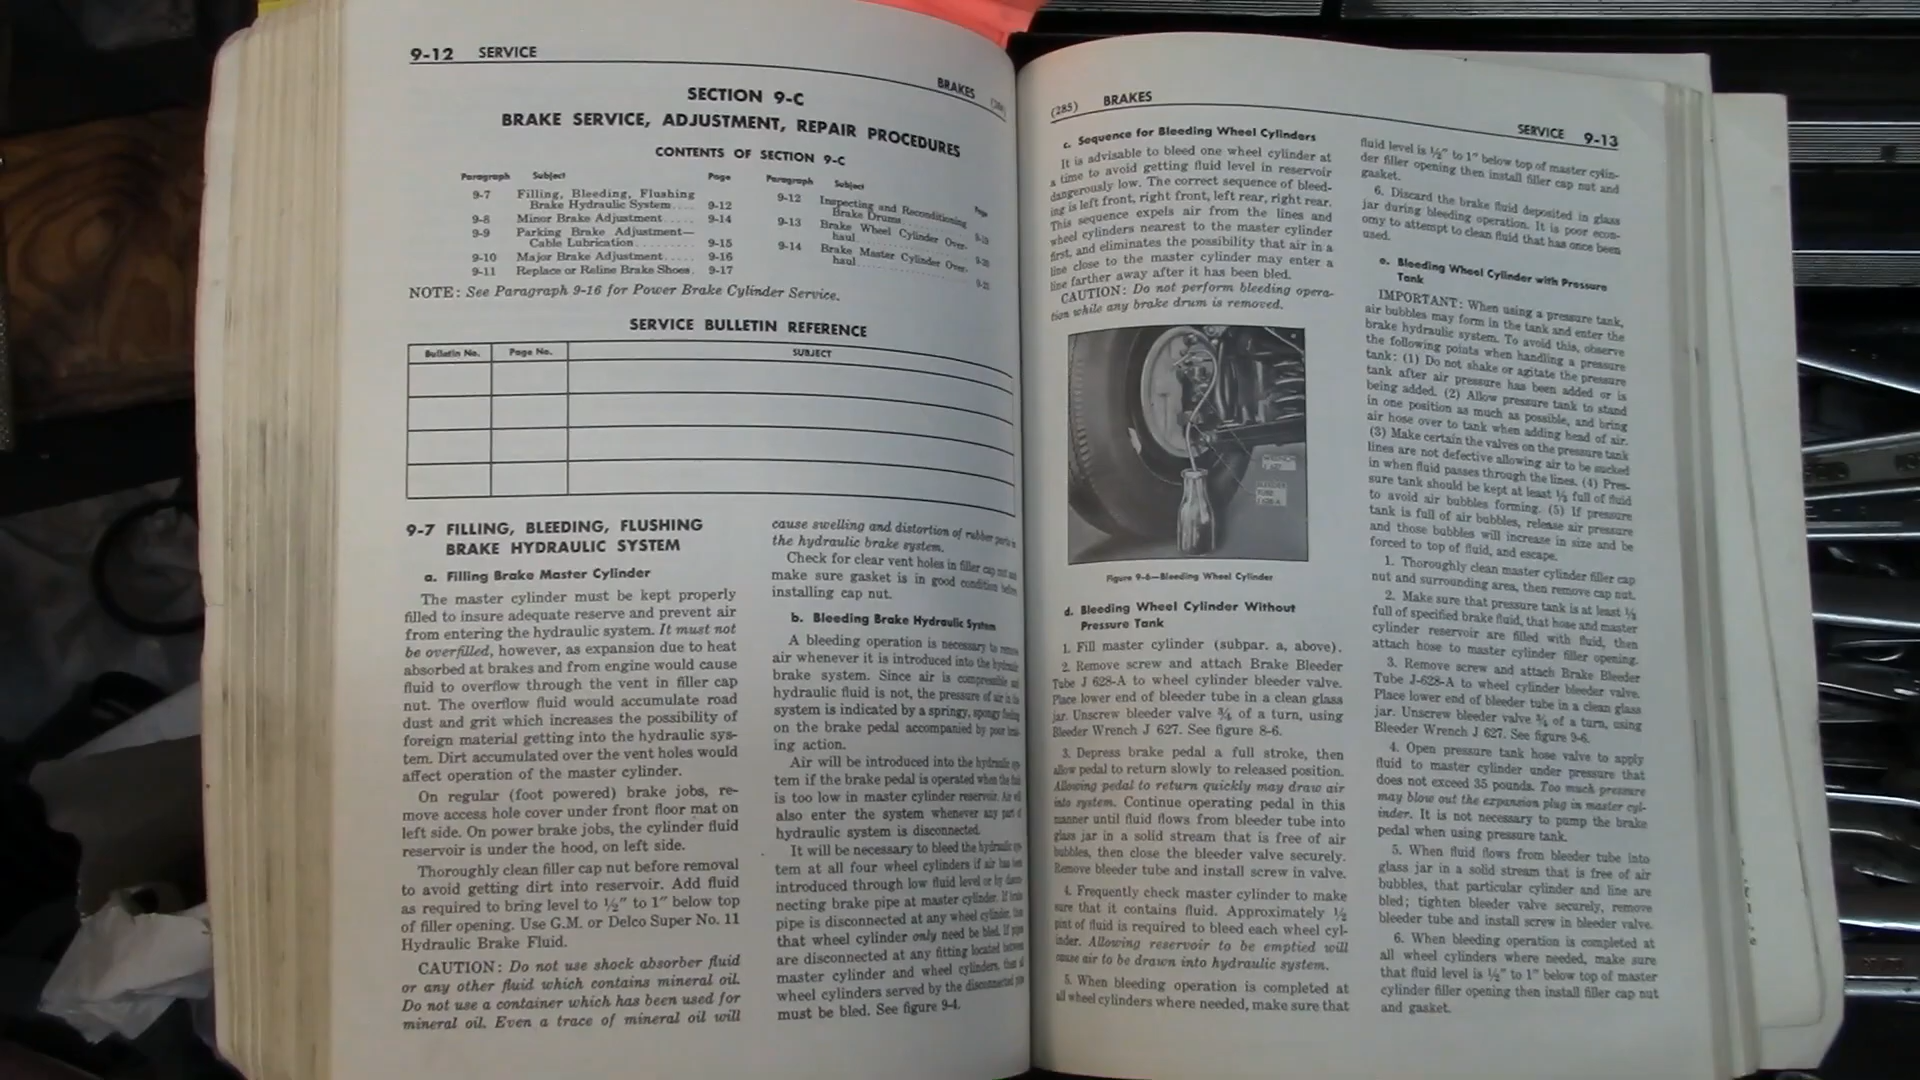 9-12 SERVICE
BRAKES
SECTION 9-C
BRAKE SERVICE, ADJUSTMENT, REPAIR PROCEDURES
CONTENTS OF SECTION 9-C
Paragraph Subject Page
9-7 Filling, Bleeding, Flushing
Brake Hydraulic System.... 9-12
9-8 Minor Brake Adjustment..... 9-14
9-9 Parking Brake Adjustment—
Cable Lubrication......... 9-15
9-10 Major Brake Adjustment..... 9-16
9-11 Replace or Reline Brake Shoes. 9-17
Paragraph Subject Page
9-12 Inspecting and Reconditioning
Brake Drums
9-13 Brake Wheel Cylinder Over-
haul
9-14 Brake Master Cylinder Over-
haul
NOTE: See Paragraph 9-16 for Power Brake Cylinder Service.
SERVICE BULLETIN REFERENCE
Bulletin No. Page No. SUBJECT
9-7 FILLING, BLEEDING, FLUSHING
BRAKE HYDRAULIC SYSTEM
a. Filling Brake Master Cylinder
The master cylinder must be kept properly
filled to insure adequate reserve and prevent air
from entering the hydraulic system. It must not
be overfilled, however, as expansion due to heat
absorbed at brakes and from engine would cause
fluid to overflow through the vent in filler cap
nut. The overflow fluid would accumulate road
dust and grit which increases the possibility of
foreign material getting into the hydraulic sys-
tem. Dirt accumulated over the vent holes would
affect operation of the master cylinder.
On regular (foot powered) brake jobs, re-
move access hole cover under front floor mat on
left side. On power brake jobs, the cylinder fluid
reservoir is under the hood, on left side.
Thoroughly clean filler cap nut before removal
to avoid getting dirt into reservoir. Add fluid
as required to bring level to ½" to 1" below top
of filler opening. Use G.M. or Delco Super No. 11
Hydraulic Brake Fluid.
CAUTION: Do not use shock absorber fluid
or any other fluid which contains mineral oil.
Do not use a container which has been used for
mineral oil. Even a trace of mineral oil will
cause swelling and distortion of rubber parts in
the hydraulic brake system.
Check for clear vent holes in filler cap nut and
make sure gasket is in good condition before
installing cap nut.
b. Bleeding Brake Hydraulic System
A bleeding operation is necessary to remove
air whenever it is introduced into the hydraulic
brake system. Since air is compressible and
hydraulic fluid is not, the pressure of air in the
system is indicated by a springy, spongy feeling
on the brake pedal accompanied by poor brak-
ing action.
Air will be introduced into the hydraulic sys-
tem if the brake pedal is operated when the fluid
is too low in master cylinder reservoir. Air will
also enter the system whenever any part of
hydraulic system is disconnected.
It will be necessary to bleed the hydraulic sys-
tem at all four wheel cylinders if air has been
introduced through low fluid level or by discon-
necting brake pipe at master cylinder. If brake
pipe is disconnected at any wheel cylinder, then
that wheel cylinder only need be bled. If pipes
are disconnected at any fitting located between
master cylinder and wheel cylinders, then all
wheel cylinders served by the disconnected pipe
must be bled. See figure 9-4.
(285) BRAKES
SERVICE 9-13
c. Sequence for Bleeding Wheel Cylinders
It is advisable to bleed one wheel cylinder at
a time to avoid getting fluid level in reservoir
dangerously low. The correct sequence of bleed-
ing is left front, right front, left rear, right rear.
This sequence expels air from the lines and
wheel cylinders nearest to the master cylinder
first, and eliminates the possibility that air in a
line close to the master cylinder may enter a
line farther away after it has been bled.
CAUTION: Do not perform bleeding opera-
tion while any brake drum is removed.
Figure 9-6—Bleeding Wheel Cylinder
d. Bleeding Wheel Cylinder Without
Pressure Tank
1. Fill master cylinder (subpar. a, above).
2. Remove screw and attach Brake Bleeder
Tube J 628-A to wheel cylinder bleeder valve.
Place lower end of bleeder tube in a clean glass
jar. Unscrew bleeder valve ¾ of a turn, using
Bleeder Wrench J 627. See figure 8-6.
3. Depress brake pedal a full stroke, then
allow pedal to return slowly to released position.
Allowing pedal to return quickly may draw air
into system. Continue operating pedal in this
manner until fluid flows from bleeder tube into
glass jar in a solid stream that is free of air
bubbles, then close the bleeder valve securely.
Remove bleeder tube and install screw in valve.
4. Frequently check master cylinder to make
sure that it contains fluid. Approximately ½
pint of fluid is required to bleed each wheel cyl-
inder. Allowing reservoir to be emptied will
cause air to be drawn into hydraulic system.
5. When bleeding operation is completed at
all wheel cylinders where needed, make sure that
fluid level is ½" to 1" below top of master cylin-
der filler opening then install filler cap nut and
gasket.
6. Discard the brake fluid deposited in glass
jar during bleeding operation. It is poor econ-
omy to attempt to clean fluid that has once been
used.
e. Bleeding Wheel Cylinder with Pressure
Tank
IMPORTANT: When using a pressure tank,
air bubbles may form in the tank and enter the
brake hydraulic system. To avoid this, observe
the following points when handling a pressure
tank: (1) Do not shake or agitate the pressure
tank after air pressure has been added or is
being added. (2) Allow pressure tank to stand
in one position as much as possible, and bring
air hose over to tank when adding head of air.
(3) Make certain the valves on the pressure tank
lines are not defective allowing air to be sucked
in when fluid passes through the lines. (4) Pres-
sure tank should be kept at least ⅓ full of fluid
to avoid air bubbles forming. (5) If pressure
tank is full of air bubbles, release air pressure
and those bubbles will increase in size and be
forced to top of fluid, and escape.
1. Thoroughly clean master cylinder filler cap
nut and surrounding area, then remove cap nut.
2. Make sure that pressure tank is at least ⅓
full of specified brake fluid, that hose and master
cylinder reservoir are filled with fluid, then
attach hose to master cylinder filler opening.
3. Remove screw and attach Brake Bleeder
Tube J-628-A to wheel cylinder bleeder valve.
Place lower end of bleeder tube in a clean glass
jar. Unscrew bleeder valve ¾ of a turn, using
Bleeder Wrench J 627. See figure 9-6.
4. Open pressure tank hose valve to apply
fluid to master cylinder under pressure that
does not exceed 35 pounds. Too much pressure
may blow out the expansion plug in master cyl-
inder. It is not necessary to pump the brake
pedal when using pressure tank.
5. When fluid flows from bleeder tube into
glass jar in a solid stream that is free of air
bubbles, that particular cylinder and line are
bled; tighten bleeder valve securely, remove
bleeder tube and install screw in bleeder valve.
6. When bleeding operation is completed at
all wheel cylinders where needed, make sure
that fluid level is ½" to 1" below top of master
cylinder filler opening then install filler cap nut
and gasket.